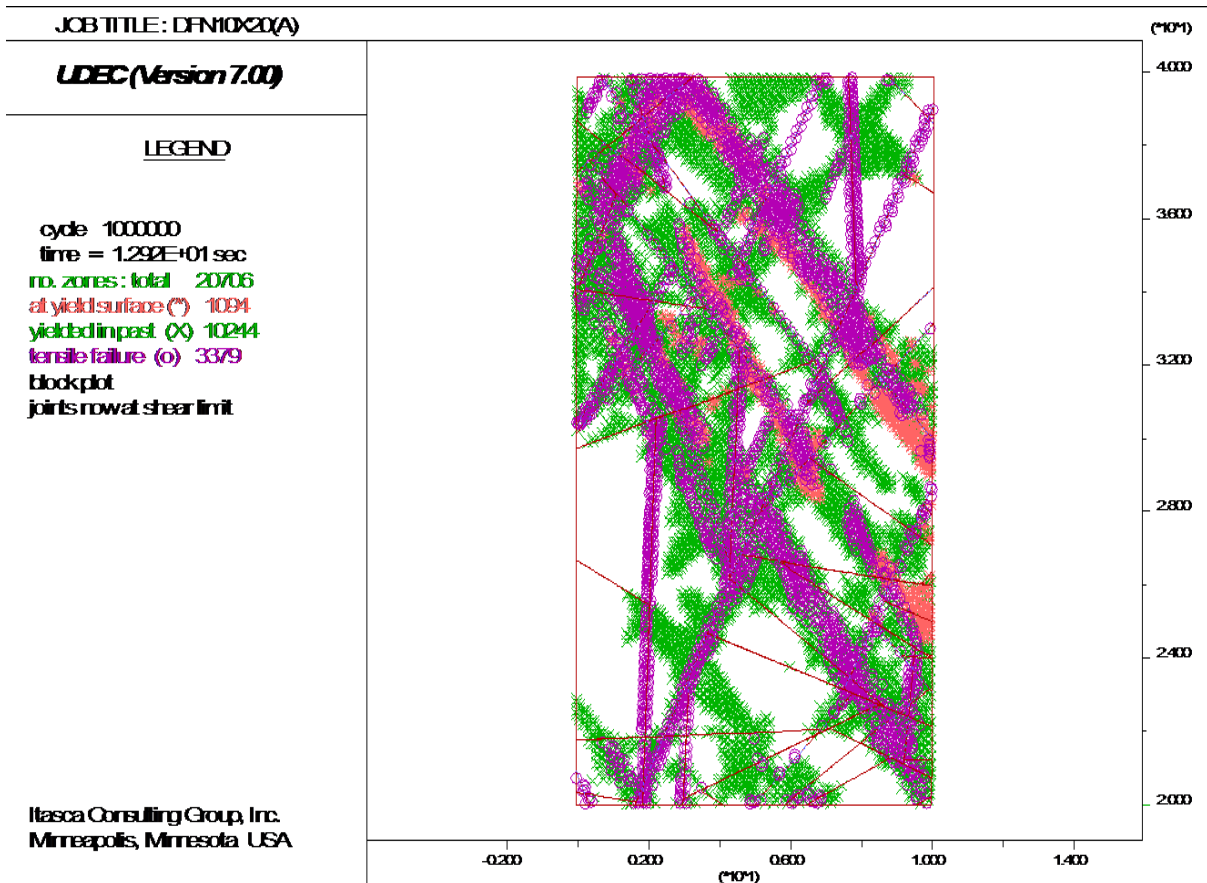 JOB TITLE : DFN10X20(A)
(*10^1)
UDEC (Version 7.00)
LEGEND
cycle 1000000
time = 1.292E+01 sec
no. zones : total 20706
at yield surface (*) 1094
yielded in past (X) 10244
tensile failure (o) 3379
block plot
joints now at shear limit
Itasca Consulting Group, Inc.
Minneapolis, Minnesota USA
4.000
3.600
3.200
2.800
2.400
2.000
-0.200 0.200 0.600 1.000 1.400
(*10^1)